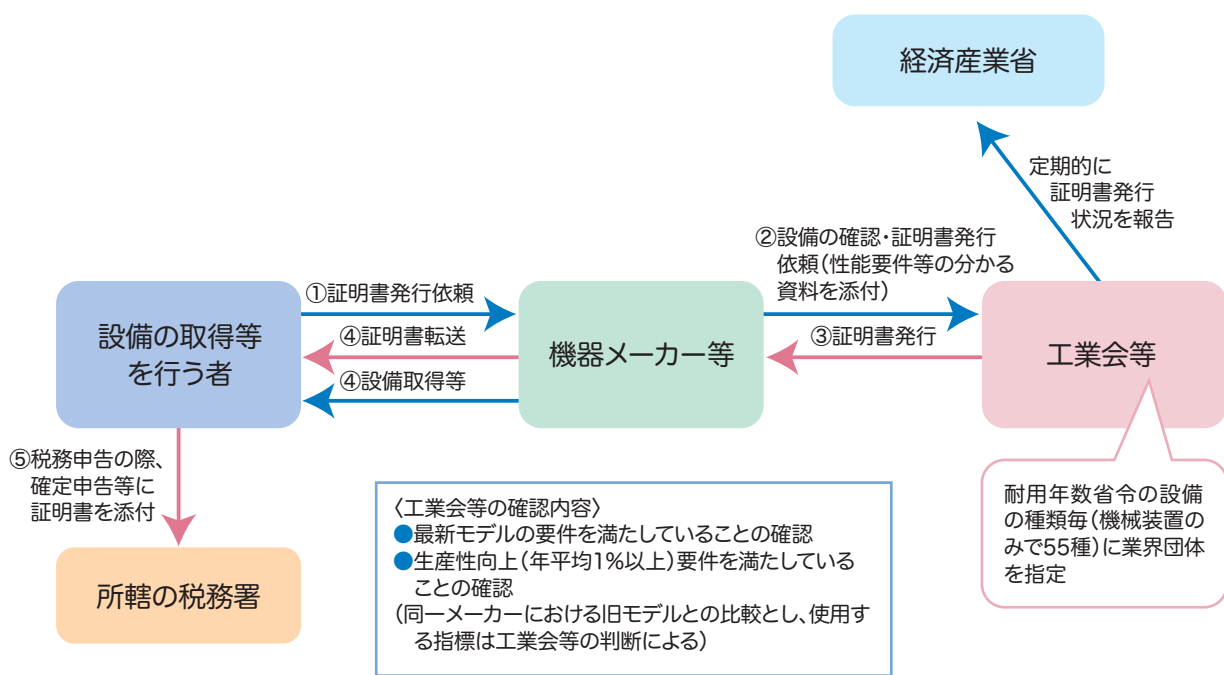 経済産業省
定期的に
証明書発行
状況を報告
②設備の確認・証明書発行
依頼(性能要件等の分かる
資料を添付)
①証明書発行依頼
③証明書発行
④証明書転送
④設備取得等
設備の取得等
を行う者
機器メーカー等
工業会等
⑤税務申告の際、
確定申告等に
証明書を添付
所轄の税務署
〈工業会等の確認内容〉
●最新モデルの要件を満たしていることの確認
●生産性向上(年平均1%以上)要件を満たしている
ことの確認
(同一メーカーにおける旧モデルとの比較とし、使用す
る指標は工業会等の判断による)
耐用年数省令の設備
の種類毎(機械装置の
みで55種)に業界団体
を指定